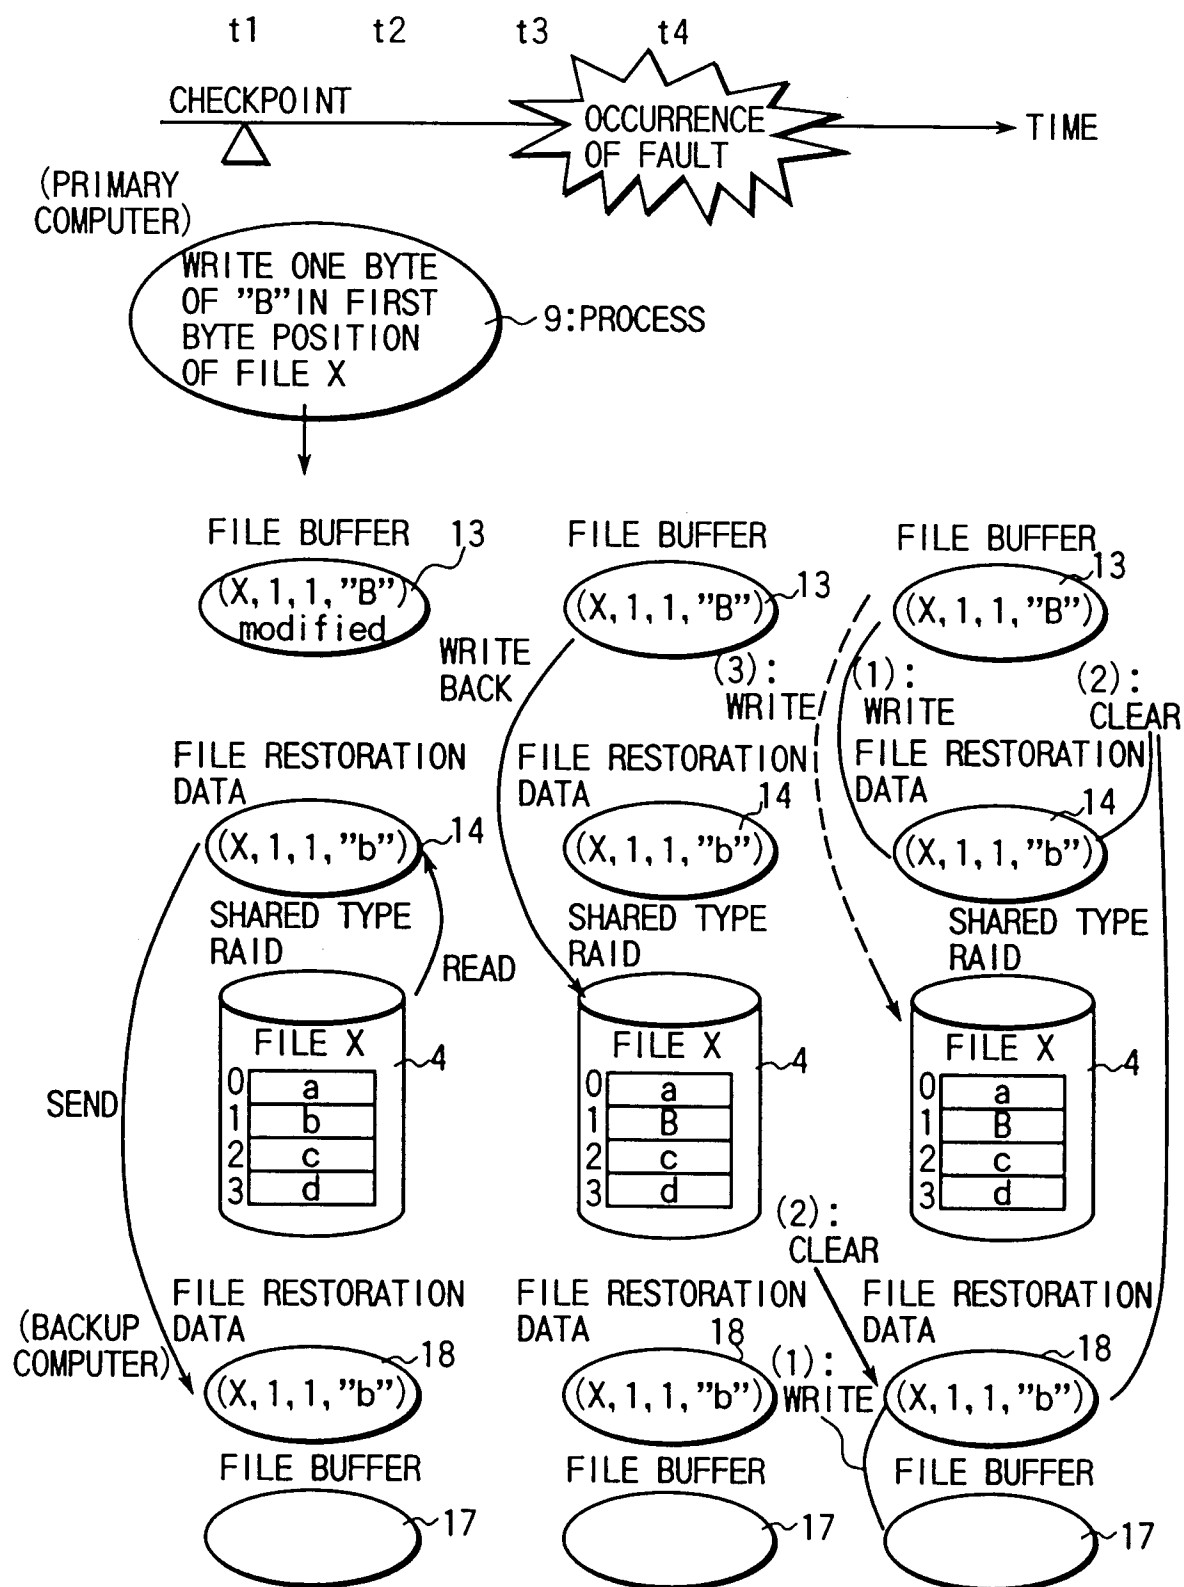 t1 t2 t3 t4
CHECKPOINT
OCCURRENCE
OF FAULT
TIME
(PRIMARY
COMPUTER)
WRITE ONE BYTE
OF "B" IN FIRST
BYTE POSITION
OF FILE X
9:PROCESS
FILE BUFFER 13
(X, 1, 1, "B")
modified
FILE BUFFER
(X, 1, 1, "B") 13
FILE BUFFER
13
(X, 1, 1, "B")
WRITE
BACK
(3):
WRITE
(1):
WRITE
(2):
CLEAR
FILE RESTORATION
DATA
(X, 1, 1, "b") 14
FILE RESTORATION
DATA 14
(X, 1, 1, "b")
FILE RESTORATION
DATA 14
(X, 1, 1, "b")
SHARED TYPE
RAID
READ
SHARED TYPE
RAID
SHARED TYPE
RAID
SEND
FILE X
4
0 a
1 b
2 c
3 d
FILE X
4
0 a
1 B
2 c
3 d
FILE X
4
0 a
1 B
2 c
3 d
(2):
CLEAR
(BACKUP
COMPUTER)
FILE RESTORATION
DATA
18
(X, 1, 1, "b")
FILE RESTORATION
DATA
18
(X, 1, 1, "b")
(1):
WRITE
FILE RESTORATION
DATA
18
(X, 1, 1, "b")
FILE BUFFER
17
FILE BUFFER
17
FILE BUFFER
17